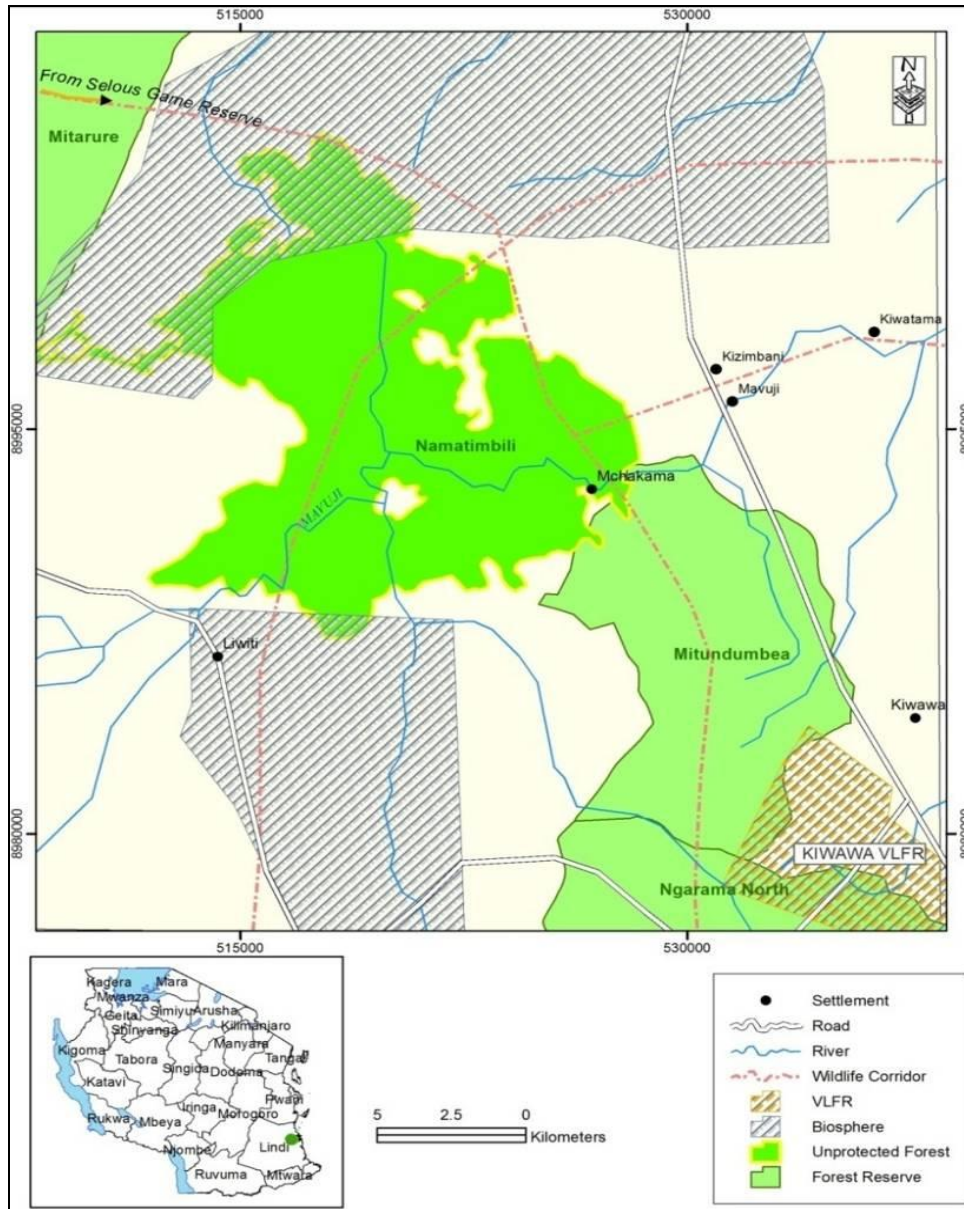 515000
530000
N
From Selous Game Reserve
Mitarure
Kiwatama
Kizimbani
Mavuji
8995000
8995000
Namatimbili
Mchakama
MAVUJI
Liwiti
Mitundumbea
Kiwawa
8980000
8980000
KIWAWA VLFR
Ngarama North
515000
530000
Kagera
Mara
Mwanza
Geita
Simiyu
Arusha
Shinyanga
Kilimanjaro
Kigoma
Manyara
Tabora
Tanga
Singida
Dodoma
Katavi
Pwani
Iringa
Morogoro
Rukwa
Mbeya
Njombe
Lindi
Ruvuma
Mtwara
5
2.5
0
Kilometers
Settlement
Road
River
Wildlife Corridor
VLFR
Biosphere
Unprotected Forest
Forest Reserve